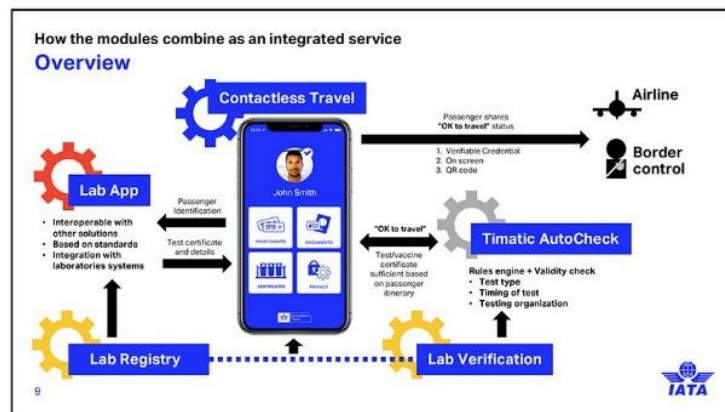 How the modules combine as an integrated service
Overview
Contactless Travel
Passenger shares
"OK to travel" status
1. Verifiable Credential
2. On screen
3. QR code
Airline
Border
control
Lab App
• Interoperable with
other solutions
• Based on standards
• Integration with
laboratories systems
Passenger
Identification
Test certificate
and details
John Smith
YOUR FLIGHTS
DOCUMENTS
CERTIFICATES
PRIVACY
"OK to travel"
Test/vaccine
certificate
sufficient based
on passenger
itinerary
Timatic AutoCheck
Rules engine + Validity check
• Test type
• Timing of test
• Testing organization
Lab Registry
Lab Verification
9
IATA